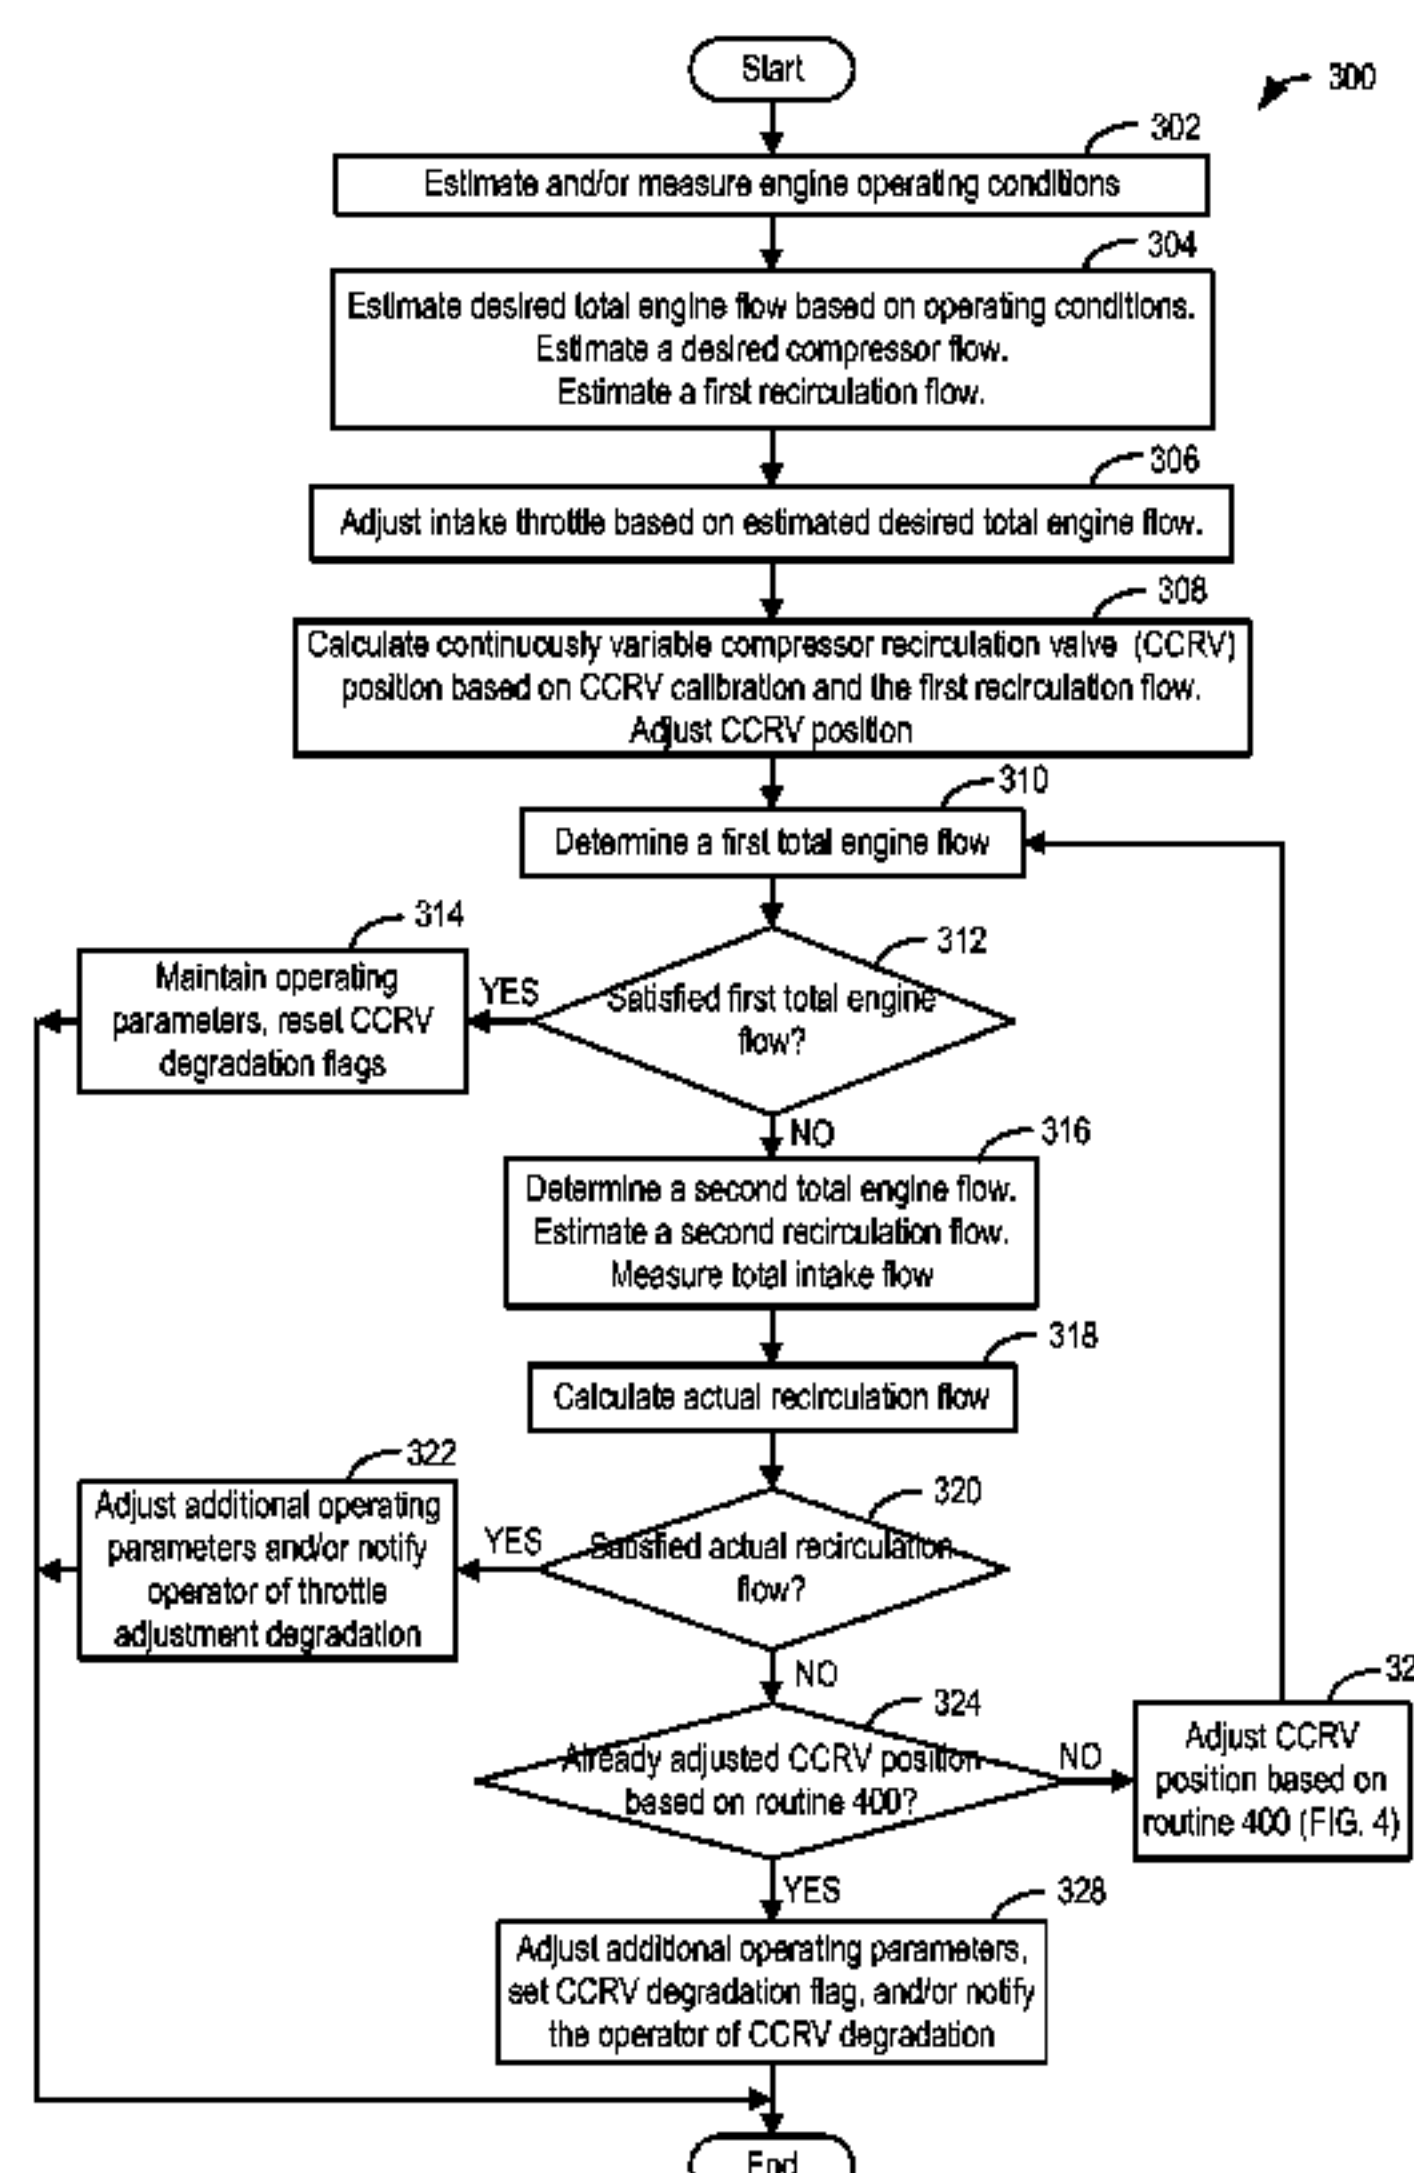 Start
300
302
Estimate and/or measure engine operating conditions
304
Estimate desired total engine flow based on operating conditions.
Estimate a desired compressor flow.
Estimate a first recirculation flow.
306
Adjust intake throttle based on estimated desired total engine flow.
308
Calculate continuously variable compressor recirculation valve (CCRV)
position based on CCRV calibration and the first recirculation flow.
Adjust CCRV position
310
Determine a first total engine flow
314
Maintain operating
parameters, reset CCRV
degradation flags
YES
312
Satisfied first total engine
flow?
NO
316
Determine a second total engine flow.
Estimate a second recirculation flow.
Measure total intake flow
318
Calculate actual recirculation flow
322
Adjust additional operating
parameters and/or notify
operator of throttle
adjustment degradation
YES
320
Satisfied actual recirculation
flow?
NO
324
Already adjusted CCRV position
based on routine 400?
NO
32
Adjust CCRV
position based on
routine 400 (FIG. 4)
YES
328
Adjust additional operating parameters,
set CCRV degradation flag, and/or notify
the operator of CCRV degradation
End